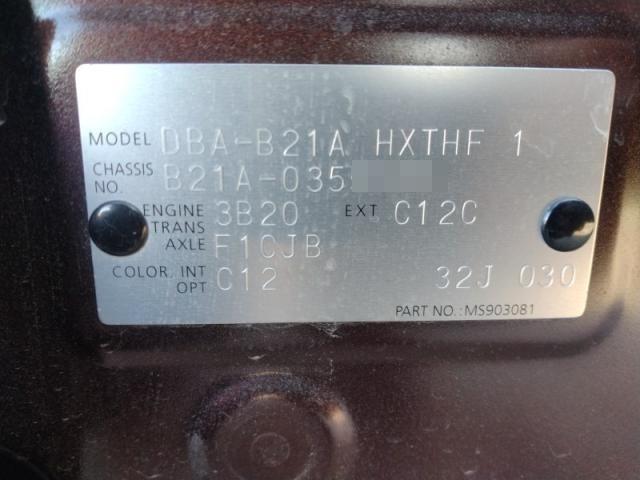 MODEL DBA-B21A HXTHF 1
CHASSIS NO. B21A-035
ENGINE 3B20 EXT C12C
TRANS AXLE F1CJB
COLOR, INT OPT C12 32J 030
PART NO.:MS903081